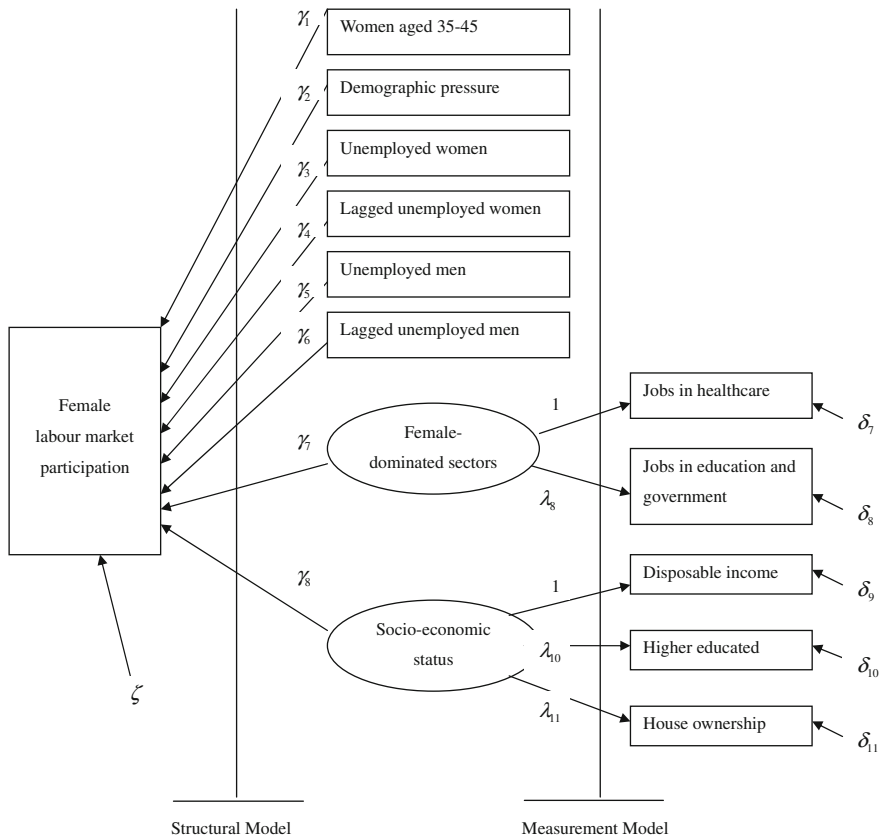 γ1
Women aged 35-45
γ2
Demographic pressure
γ3
Unemployed women
γ4
Lagged unemployed women
γ5
Unemployed men
γ6
Lagged unemployed men
Female
labour market
participation
γ7
Female-
dominated sectors
1
Jobs in healthcare
δ7
λ8
Jobs in education and
government
δ8
γ8
Socio-economic
status
1
Disposable income
δ9
λ10
Higher educated
δ10
λ11
House ownership
δ11
ζ
Structural Model
Measurement Model